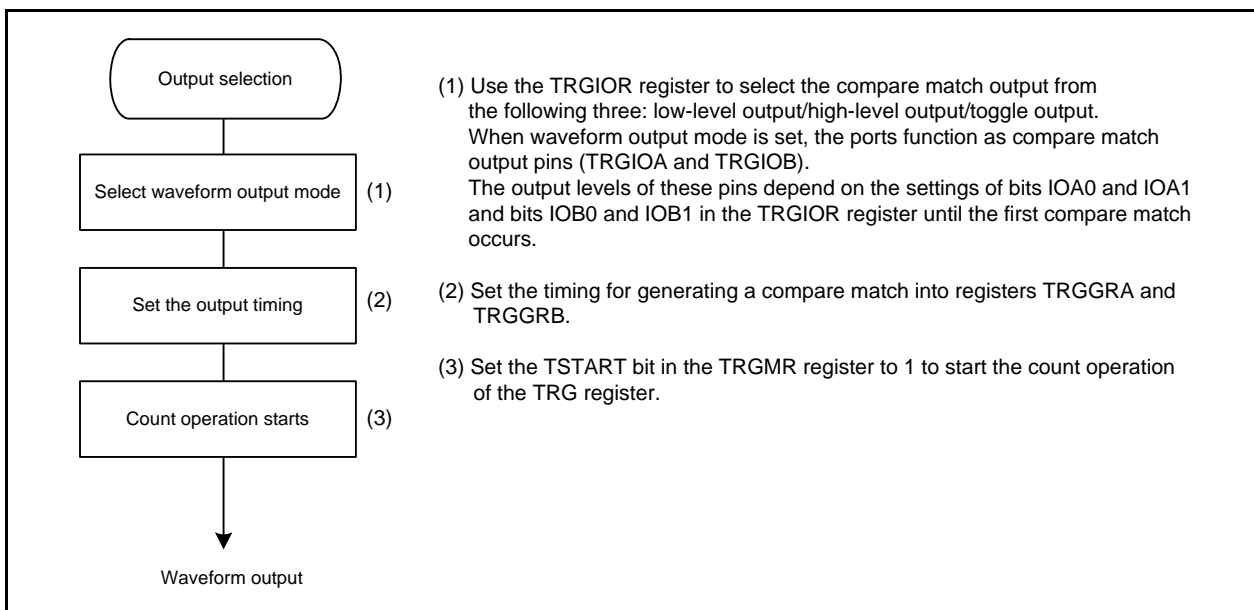 Output selection
Select waveform output mode
(1)
Set the output timing
(2)
Count operation starts
(3)
Waveform output
(1) Use the TRGIOR register to select the compare match output from
the following three: low-level output/high-level output/toggle output.
When waveform output mode is set, the ports function as compare match
output pins (TRGIOA and TRGIOB).
The output levels of these pins depend on the settings of bits IOA0 and IOA1
and bits IOB0 and IOB1 in the TRGIOR register until the first compare match
occurs.
(2) Set the timing for generating a compare match into registers TRGGRA and
TRGGRB.
(3) Set the TSTART bit in the TRGMR register to 1 to start the count operation
of the TRG register.